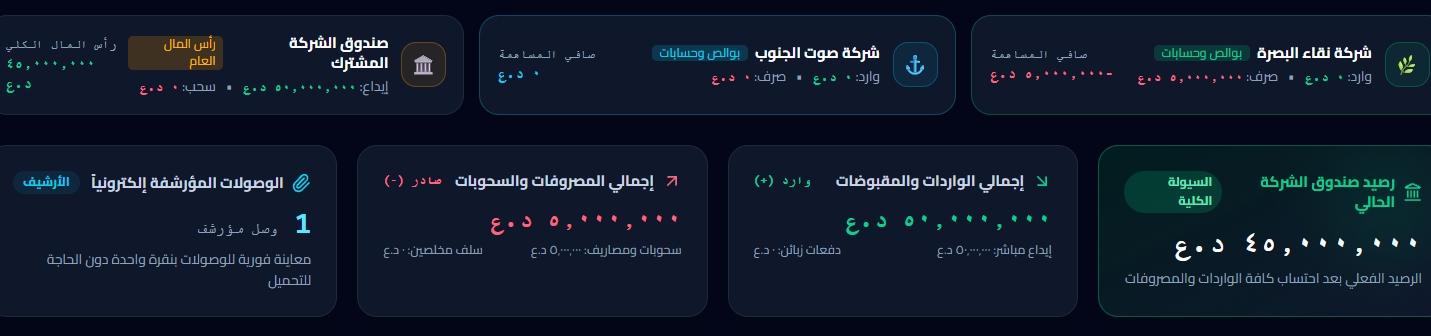 شركة نقاء البصرة بوالص وحسابات
وارد: ٠ د.ع ▪ صرف: ٥,٠٠٠,٠٠٠ د.ع
صافي المساهمة
-٥,٠٠٠,٠٠٠ د.ع
شركة صوت الجنوب بوالص وحسابات
وارد: ٠ د.ع ▪ صرف: ٠ د.ع
صافي المساهمة
٠ د.ع
صندوق الشركة
المشترك
رأس المال
العام
إيداع: ٥٠,٠٠٠,٠٠٠ د.ع ▪ سحب: ٠ د.ع
رأس المال الكلي
٤٥,٠٠٠,٠٠٠
د.ع
رصيد صندوق الشركة
الحالي
السيولة
الكلية
٤٥,٠٠٠,٠٠٠ د.ع
الرصيد الفعلي بعد احتساب كافة الواردات والمصروفات
إجمالي الواردات والمقبوضات وارد (+)
٥٠,٠٠٠,٠٠٠ د.ع
إيداع مباشر: ٥٠,٠٠٠,٠٠٠ د.ع دفعات زبائن: ٠ د.ع
إجمالي المصروفات والسحوبات صادر (-)
٥,٠٠٠,٠٠٠ د.ع
سحوبات ومصاريف: ٥,٠٠٠,٠٠٠ د.ع سلف مخلصين: ٠ د.ع
الوصولات المؤرشفة إلكترونياً الأرشيف
1 وصل مؤرشف
معاينة فورية للوصولات بنقرة واحدة دون الحاجة
للتحميل